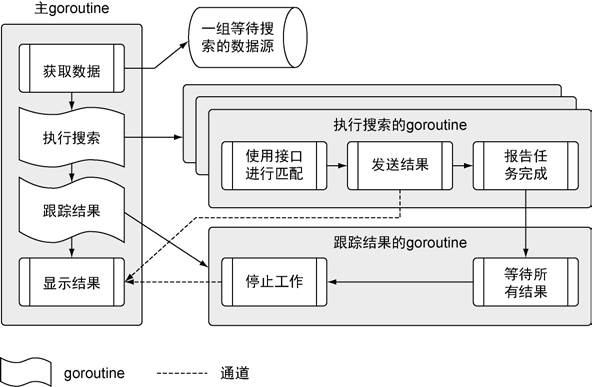 主goroutine
获取数据
一组等待搜
索的数据源
执行搜索
执行搜索的goroutine
使用接口
进行匹配
发送结果
报告任
务完成
跟踪结果
跟踪结果的goroutine
显示结果
停止工作
等待所
有结果
goroutine
通道